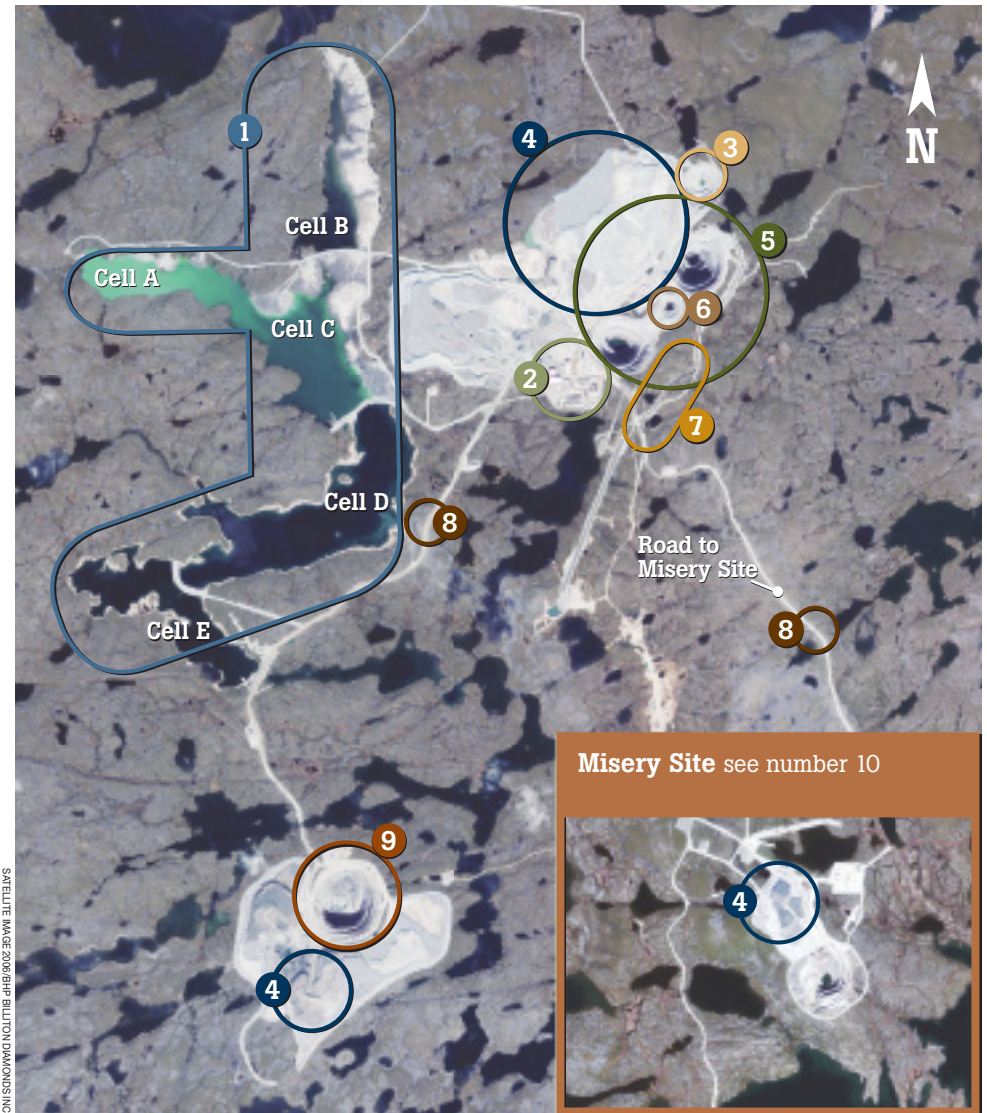 1
4
3
N
Cell B
5
Cell A
6
Cell C
2
7
Cell D
8
Road to
Misery Site
8
Cell E
Misery Site see number 10
9
4
4
SATELLITE IMAGE 2006/BHP BILLITON DIAMONDS INC